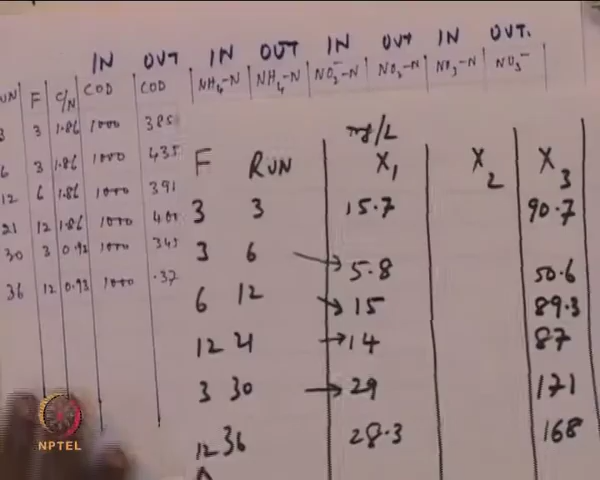 IN OUT IN OUT IN OUT IN OUT.
RUN F C/N COD COD NH4-N NH4-N NO2-N NO2-N NO3-N NO3-
3 3 1.86 1000 385
6 3 1.86 1000 435
12 6 1.86 1000 391
21 12 1.86 1000 400
30 3 0.93 1000 345
36 12 0.93 1000 .37
mg/L
F RUN X1 X2 X3
3 3 15.7 90.7
3 6 → 5.8 50.6
6 12 → 15 89.3
12 21 → 14 87
3 30 → 29 171
12 36 28.3 168
NPTEL